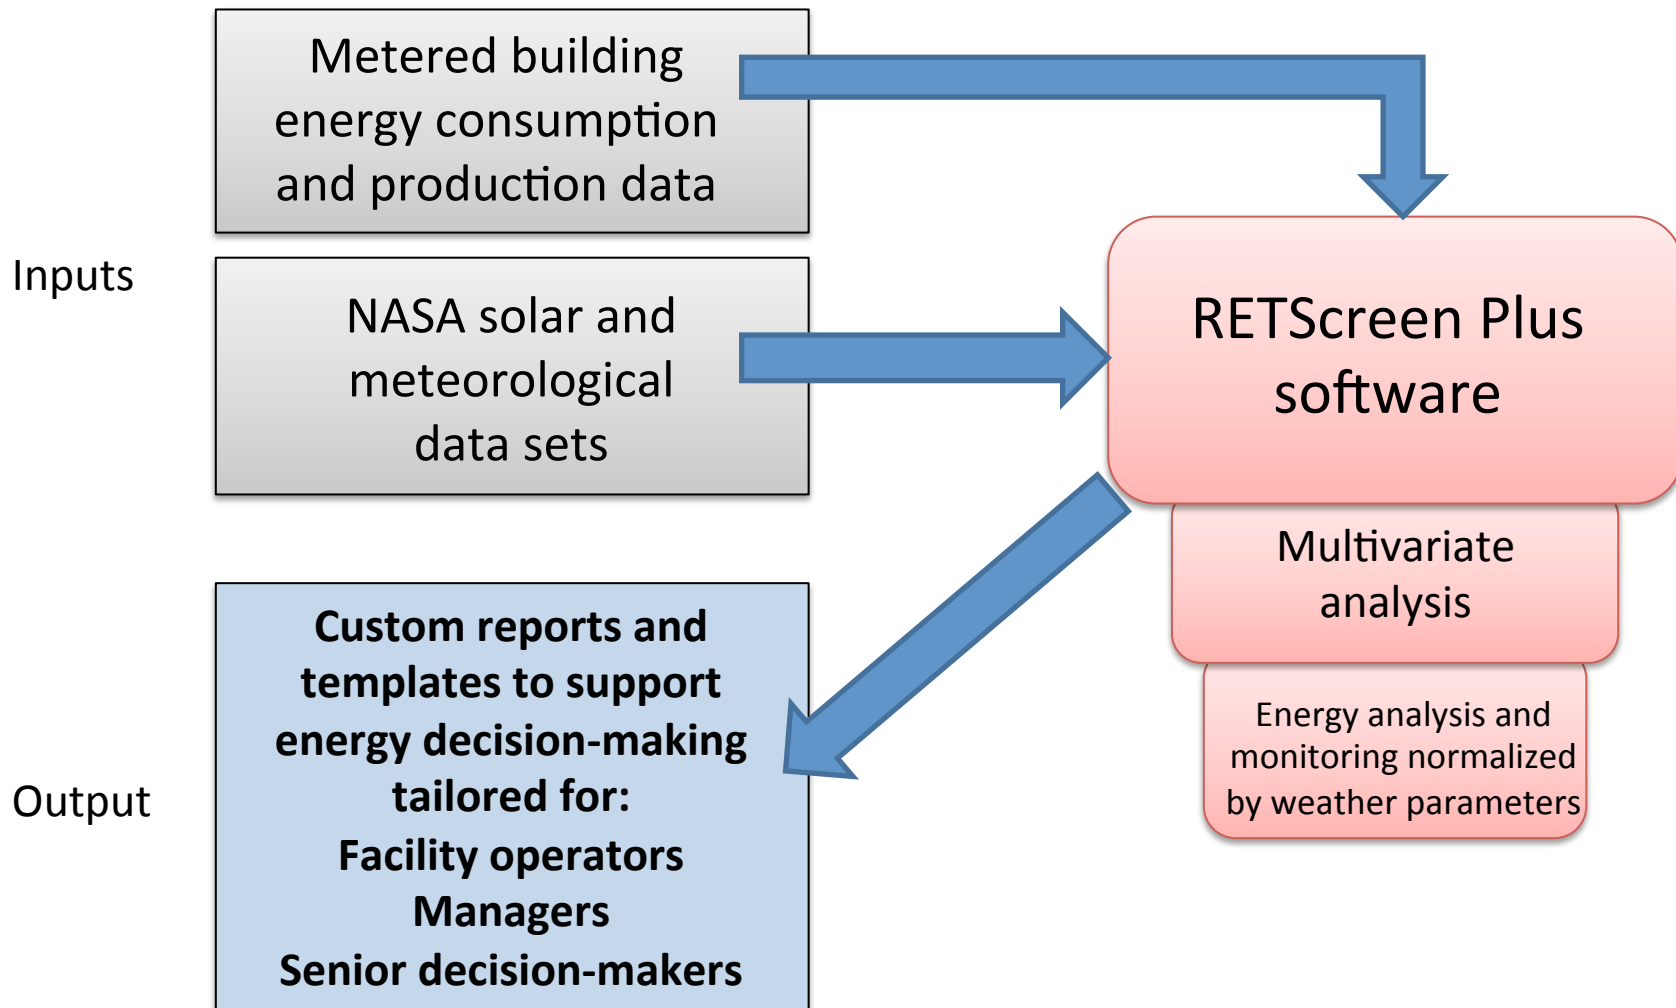 Metered building
energy consumption
and production data
Inputs
NASA solar and
meteorological
data sets
RETScreen Plus
software
Multivariate
analysis
Energy analysis and
monitoring normalized
by weather parameters
Output
Custom reports and
templates to support
energy decision-making
tailored for:
Facility operators
Managers
Senior decision-makers